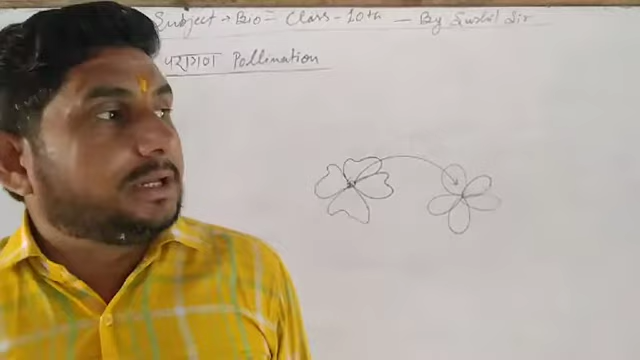 Subject → Bio = Class - 10th — By Sushil Sir
परागण Pollination